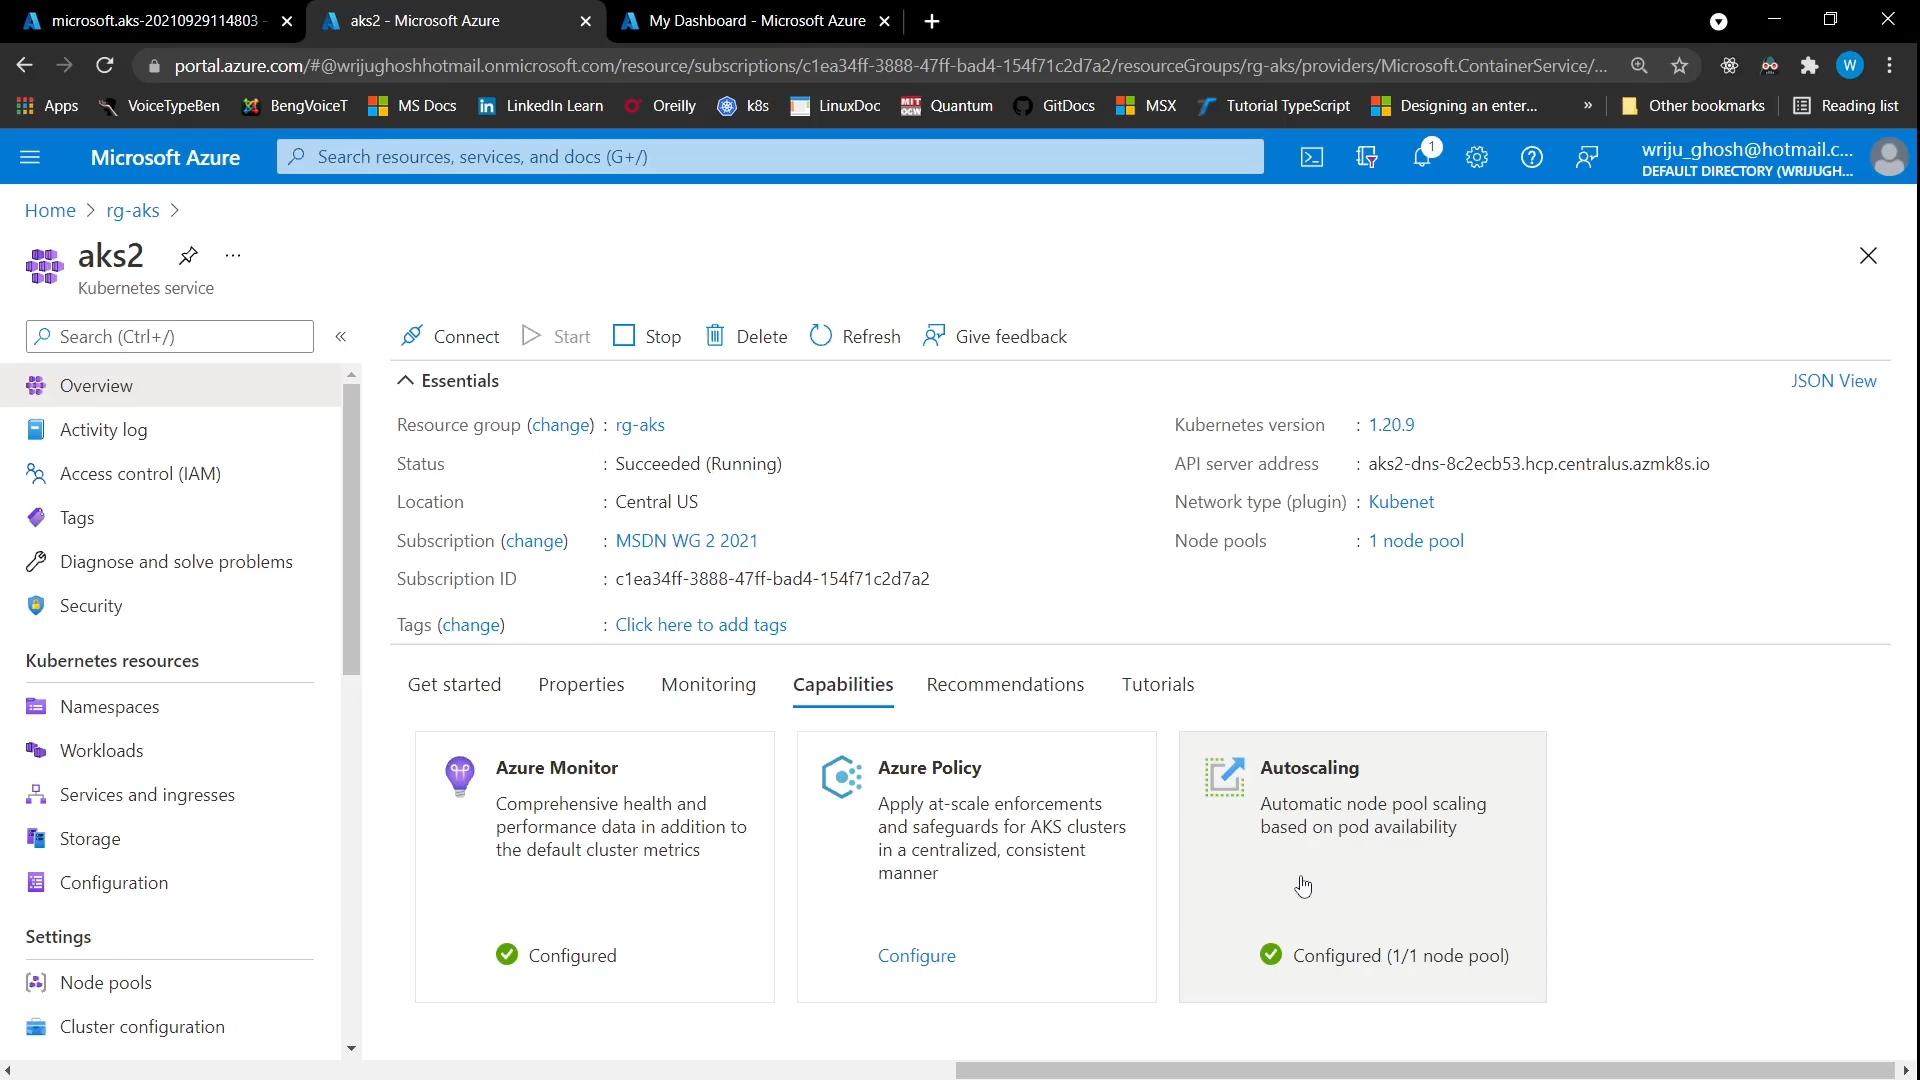 microsoft.aks-20210929114803 -
aks2 - Microsoft Azure
My Dashboard - Microsoft Azure
portal.azure.com/#@wrijughoshhotmail.onmicrosoft.com/resource/subscriptions/c1ea34ff-3888-47ff-bad4-154f71c2d7a2/resourceGroups/rg-aks/providers/Microsoft.ContainerService/...
W
Apps
VoiceTypeBen
BengVoiceT
MS Docs
LinkedIn Learn
Oreilly
k8s
LinuxDoc
MIT
OCW
Quantum
GitDocs
MSX
Tutorial TypeScript
Designing an enter...
»
Other bookmarks
Reading list
Microsoft Azure
Search resources, services, and docs (G+/)
1
wriju_ghosh@hotmail.c...
DEFAULT DIRECTORY (WRIJUGH...
Home > rg-aks >
aks2
...
Kubernetes service
Search (Ctrl+/)
«
Connect
Start
Stop
Delete
Refresh
Give feedback
Overview
Activity log
Access control (IAM)
Tags
Diagnose and solve problems
Security
Kubernetes resources
Namespaces
Workloads
Services and ingresses
Storage
Configuration
Settings
Node pools
Cluster configuration
Essentials
JSON View
Resource group (change) : rg-aks
Status : Succeeded (Running)
Location : Central US
Subscription (change) : MSDN WG 2 2021
Subscription ID : c1ea34ff-3888-47ff-bad4-154f71c2d7a2
Tags (change) : Click here to add tags
Kubernetes version : 1.20.9
API server address : aks2-dns-8c2ecb53.hcp.centralus.azmk8s.io
Network type (plugin) : Kubenet
Node pools : 1 node pool
Get started
Properties
Monitoring
Capabilities
Recommendations
Tutorials
Azure Monitor
Comprehensive health and
performance data in addition to
the default cluster metrics
Configured
Azure Policy
Apply at-scale enforcements
and safeguards for AKS clusters
in a centralized, consistent
manner
Configure
Autoscaling
Automatic node pool scaling
based on pod availability
Configured (1/1 node pool)